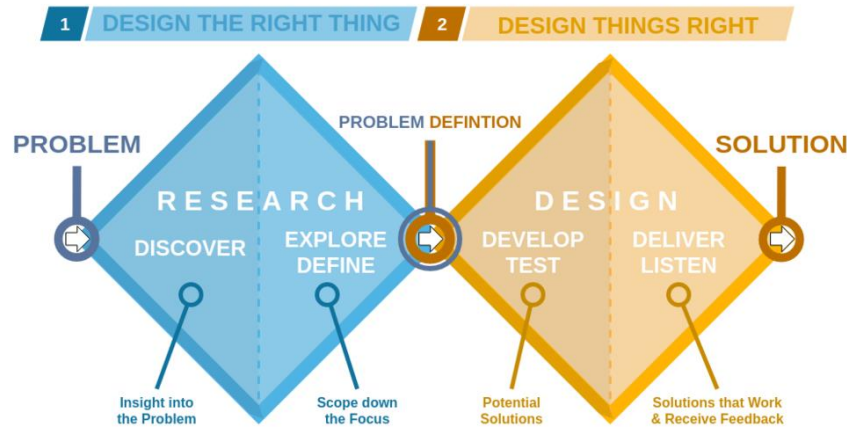 1 DESIGN THE RIGHT THING
2 DESIGN THINGS RIGHT
PROBLEM
PROBLEM DEFINTION
SOLUTION
RESEARCH
DESIGN
DISCOVER
EXPLORE
DEFINE
DEVELOP
TEST
DELIVER
LISTEN
Insight into
the Problem
Scope down
the Focus
Potential
Solutions
Solutions that Work
& Receive Feedback